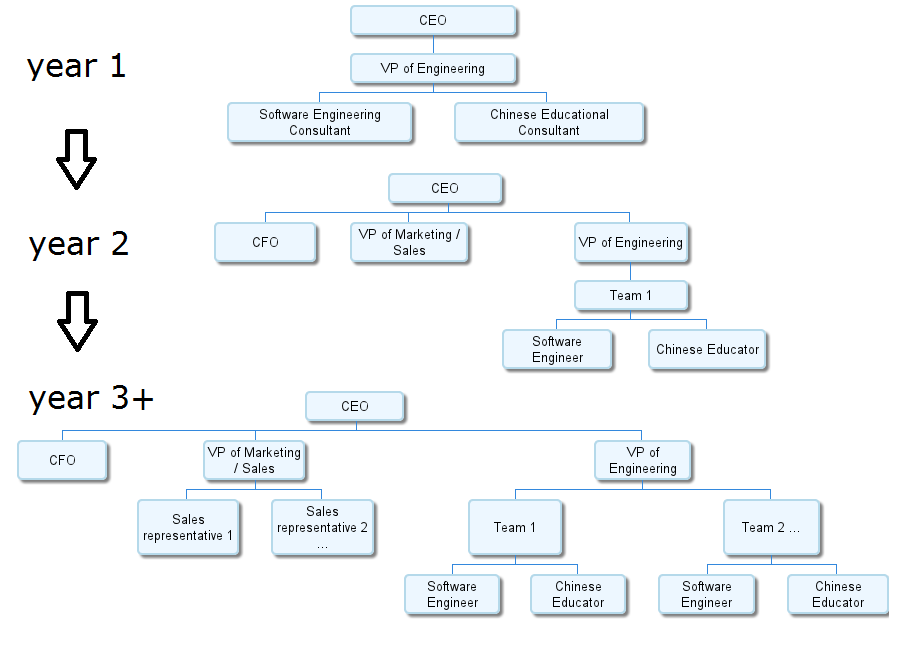 CEO
year 1
VP of Engineering
Software Engineering
Consultant
Chinese Educational
Consultant
CEO
year 2
CFO
VP of Marketing /
Sales
VP of Engineering
Team 1
Software
Engineer
Chinese Educator
year 3+
CEO
CFO
VP of Marketing
/ Sales
VP of
Engineering
Sales
representative 1
Sales
representative 2
...
Team 1
Team 2 ...
Software
Engineer
Chinese
Educator
Software
Engineer
Chinese
Educator